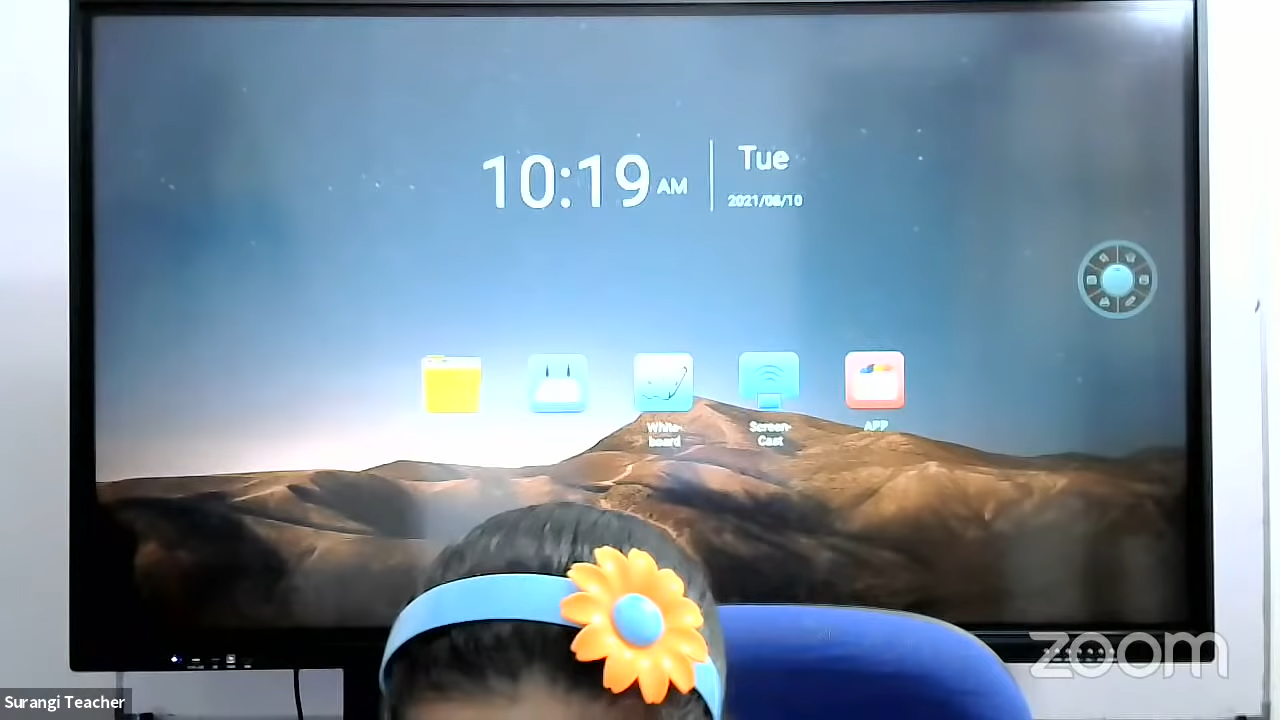 10:19 AM
Tue
2021/08/10
White-
board
Screen-
Cast
APP
zoom
Surangi Teacher